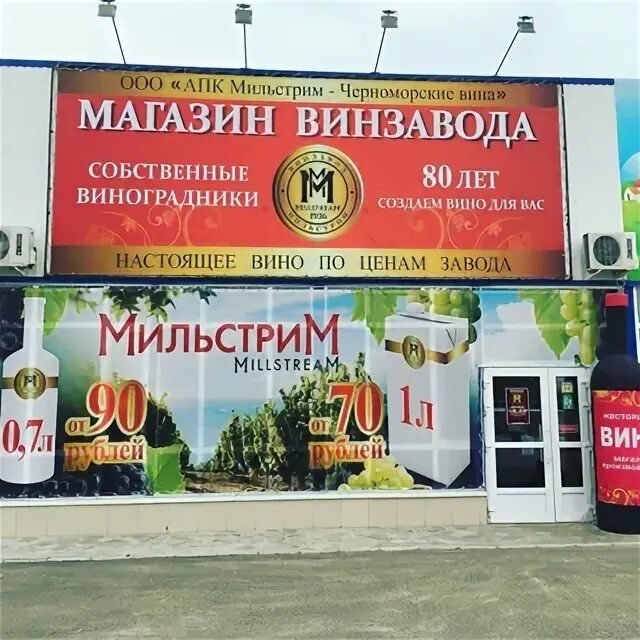 ООО «АПК Мильстрим - Черноморские вина»
МАГАЗИН ВИНЗАВОДА
СОБСТВЕННЫЕ
ВИНОГРАДНИКИ
80 ЛЕТ
СОЗДАЕМ ВИНО ДЛЯ ВАС
НАСТОЯЩЕЕ ВИНО ПО ЦЕНАМ ЗАВОДА
МИЛЬСТРИМ
MILLSTREAM
0,7л
от 90
рублей
от 70
рублей
1л
ВИН